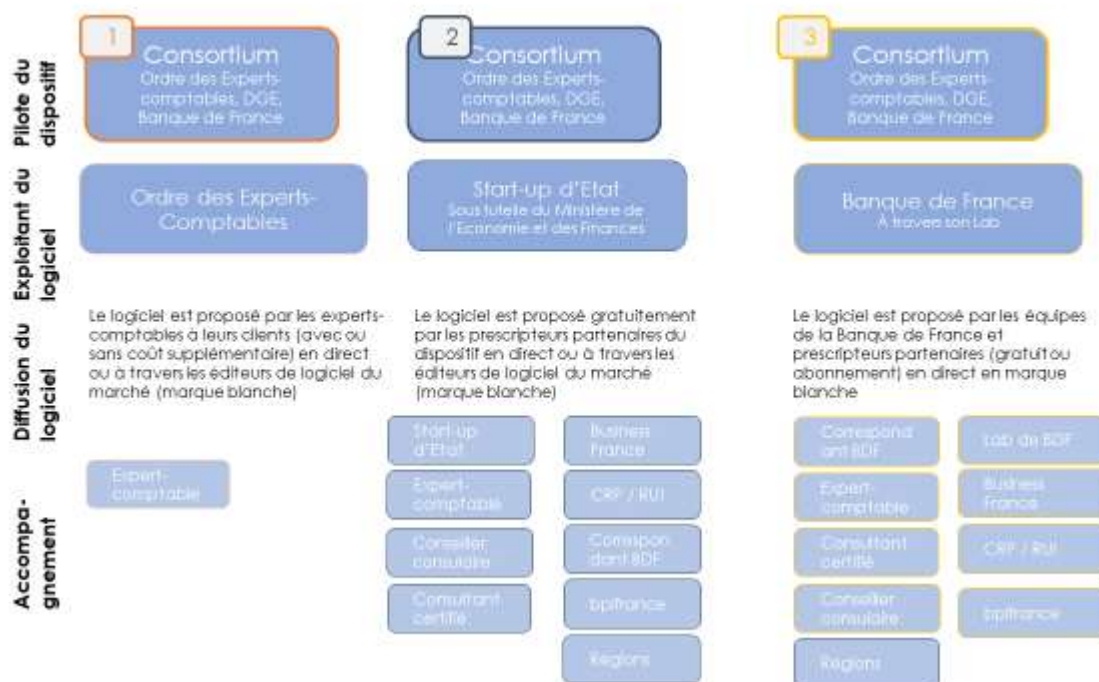 Pilote du
dispositif
1
Consortium
Ordre des Experts-
comptables, DGE,
Banque de France
2
Consortium
Ordre des Experts-
comptables, DGE,
Banque de France
3
Consortium
Ordre des Experts-
comptables, DGE,
Banque de France
Exploitant du
logiciel
Ordre des Experts-
Comptables
Start-up d'Etat
Sous tutelle du Ministère de
l'Economie et des Finances
Banque de France
A travers son Lab
Diffusion du
logiciel
Le logiciel est proposé par les experts-
comptables à leurs clients (avec ou
sans coût supplémentaire) en direct
ou à travers les éditeurs de logiciel du
marché (marque blanche)
Le logiciel est proposé gratuitement
par les prescripteurs partenaires du
dispositif en direct ou à travers les
éditeurs de logiciel du marché
(marque blanche)
Le logiciel est proposé par les équipes
de la Banque de France et
prescripteurs partenaires (gratuit ou
abonnement) en direct en marque
blanche
Accompa-
gnement
Expert-
comptable
Start-up
d'Etat
Expert-
comptable
Conseiller
consulaire
Consultant
certifié
Business
France
CRP / RUI
Correspon
dant BDF
bpifrance
Régions
Correspond
ant BDF
Expert-
comptable
Consultant
certifié
Conseiller
consulaire
Régions
Lab de BDF
Business
France
CRP / RUI
bpifrance